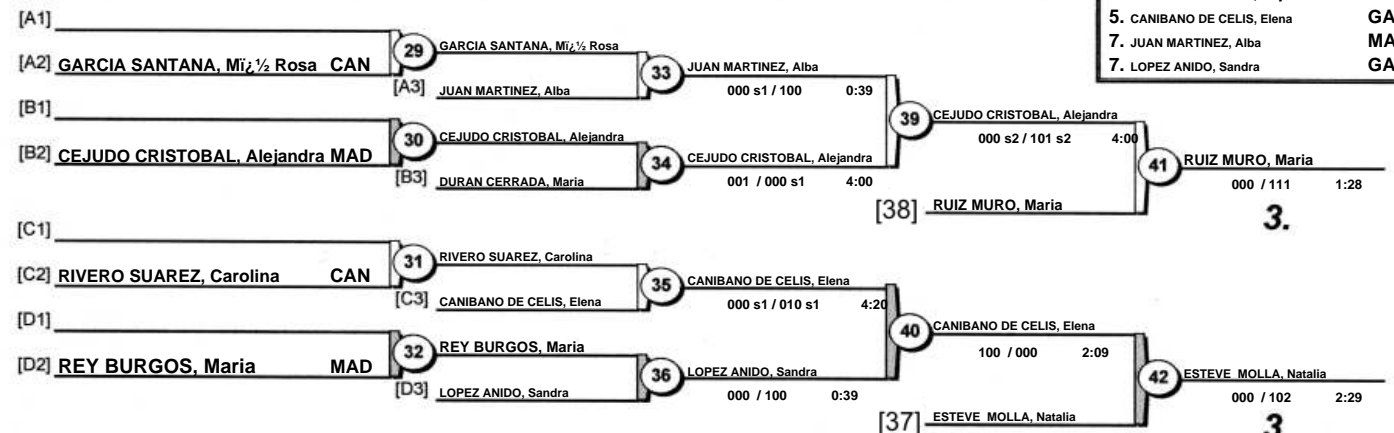 [A1]
[A2] GARCIA SANTANA, Mï¿½ Rosa CAN
29
GARCIA SANTANA, Mï¿½ Rosa
[A3] JUAN MARTINEZ, Alba
33
JUAN MARTINEZ, Alba
000 s1 / 100 0:39
[B1]
[B2] CEJUDO CRISTOBAL, Alejandra MAD
30
CEJUDO CRISTOBAL, Alejandra
[B3] DURAN CERRADA, Maria
34
CEJUDO CRISTOBAL, Alejandra
001 / 000 s1 4:00
39
CEJUDO CRISTOBAL, Alejandra
000 s2 / 101 s2 4:00
[38] RUIZ MURO, Maria
41
RUIZ MURO, Maria
000 / 111 1:28
3.
[C1]
[C2] RIVERO SUAREZ, Carolina CAN
31
RIVERO SUAREZ, Carolina
[C3] CANIBANO DE CELIS, Elena
35
CANIBANO DE CELIS, Elena
000 s1 / 010 s1 4:20
[D1]
[D2] REY BURGOS, Maria MAD
32
REY BURGOS, Maria
[D3] LOPEZ ANIDO, Sandra
36
LOPEZ ANIDO, Sandra
000 / 100 0:39
40
CANIBANO DE CELIS, Elena
100 / 000 2:09
[37] ESTEVE MOLLA, Natalia
42
ESTEVE MOLLA, Natalia
000 / 102 2:29
3
5. CANIBANO DE CELIS, Elena GA
7. JUAN MARTINEZ, Alba MA
7. LOPEZ ANIDO, Sandra GA